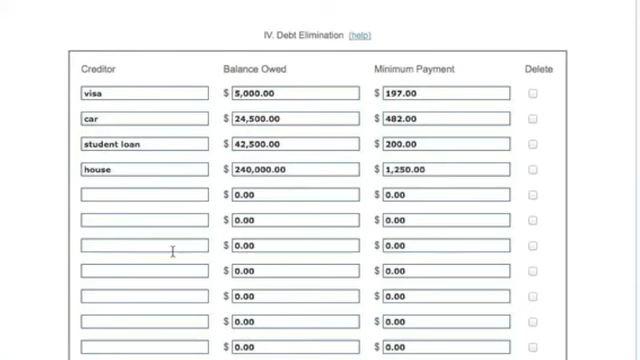 IV. Debt Elimination (help)
Creditor Balance Owed Minimum Payment Delete
visa $ 5,000.00 $ 197.00
car $ 24,500.00 $ 482.00
student loan $ 42,500.00 $ 200.00
house $ 240,000.00 $ 1,250.00
$ 0.00 $ 0.00
$ 0.00 $ 0.00
$ 0.00 $ 0.00
$ 0.00 $ 0.00
$ 0.00 $ 0.00
$ 0.00 $ 0.00
$ 0.00 $ 0.00